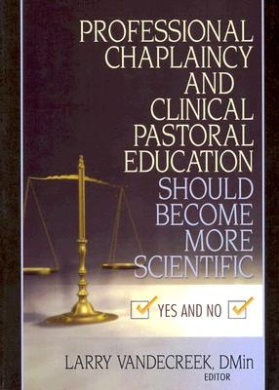 PROFESSIONAL
CHAPLAINCY
AND
CLINICAL
PASTORAL
EDUCATION
SHOULD
BECOME
MORE
SCIENTIFIC
YES AND NO
LARRY VANDECREEK, DMin
EDITOR